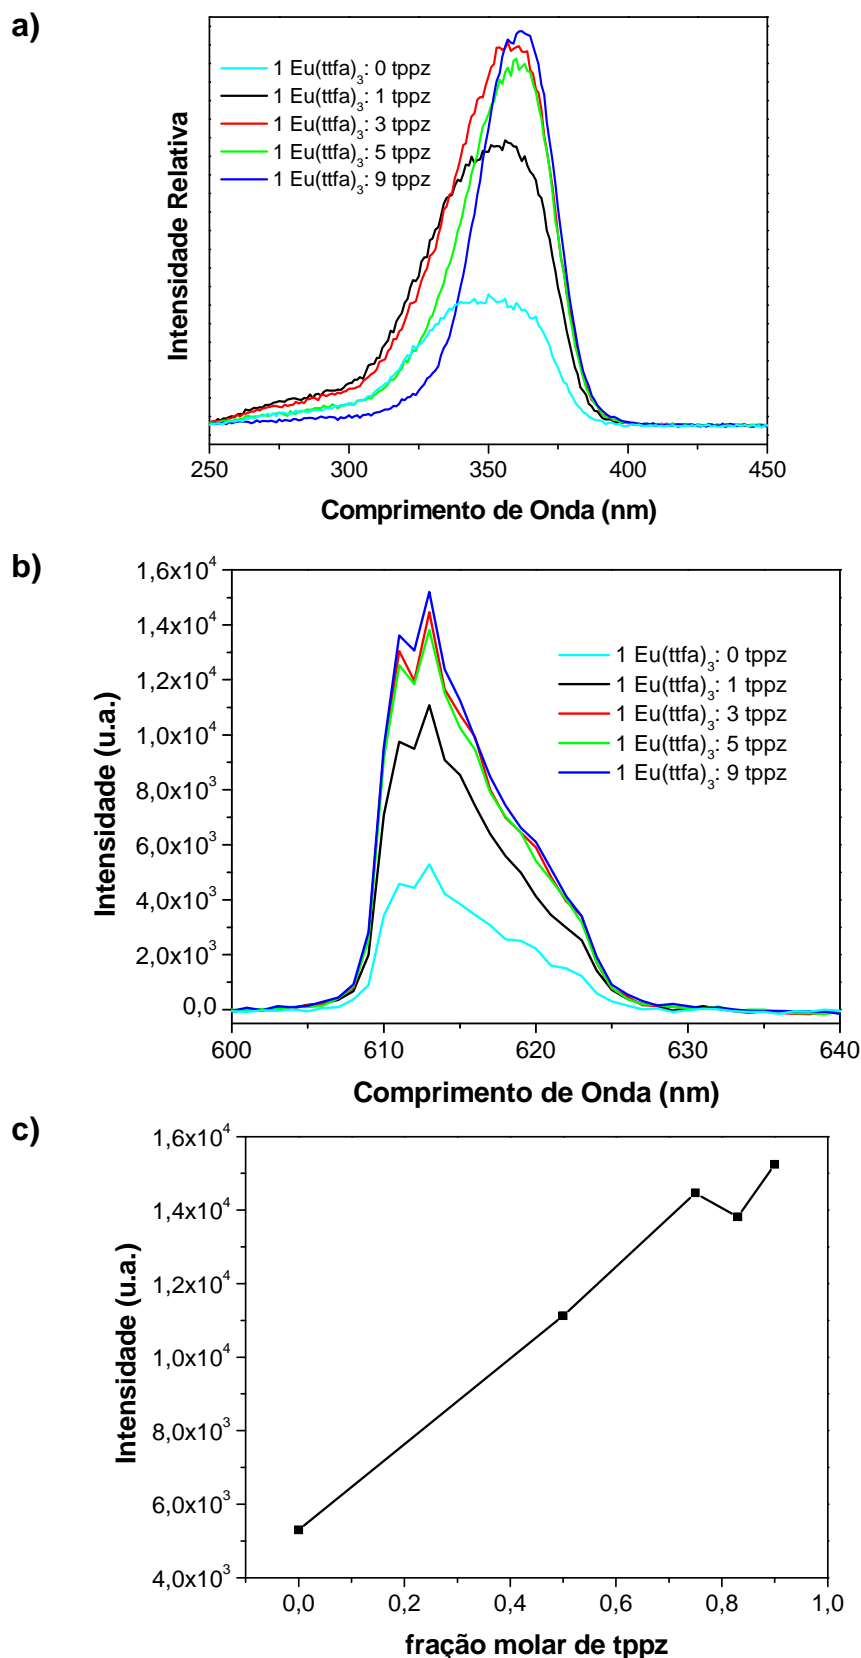 a)
1 Eu(ttfa)₃: 0 tppz
1 Eu(ttfa)₃: 1 tppz
1 Eu(ttfa)₃: 3 tppz
1 Eu(ttfa)₃: 5 tppz
1 Eu(ttfa)₃: 9 tppz
Intensidade Relativa
250 300 350 400 450
Comprimento de Onda (nm)
b)
1,6x10⁴
1,4x10⁴
1,2x10⁴
1,0x10⁴
8,0x10³
6,0x10³
4,0x10³
2,0x10³
0,0
Intensidade (u.a.)
1 Eu(ttfa)₃: 0 tppz
1 Eu(ttfa)₃: 1 tppz
1 Eu(ttfa)₃: 3 tppz
1 Eu(ttfa)₃: 5 tppz
1 Eu(ttfa)₃: 9 tppz
600 610 620 630 640
Comprimento de Onda (nm)
c)
1,6x10⁴
1,4x10⁴
1,2x10⁴
1,0x10⁴
8,0x10³
6,0x10³
4,0x10³
Intensidade (u.a.)
0,0 0,2 0,4 0,6 0,8 1,0
fração molar de tppz